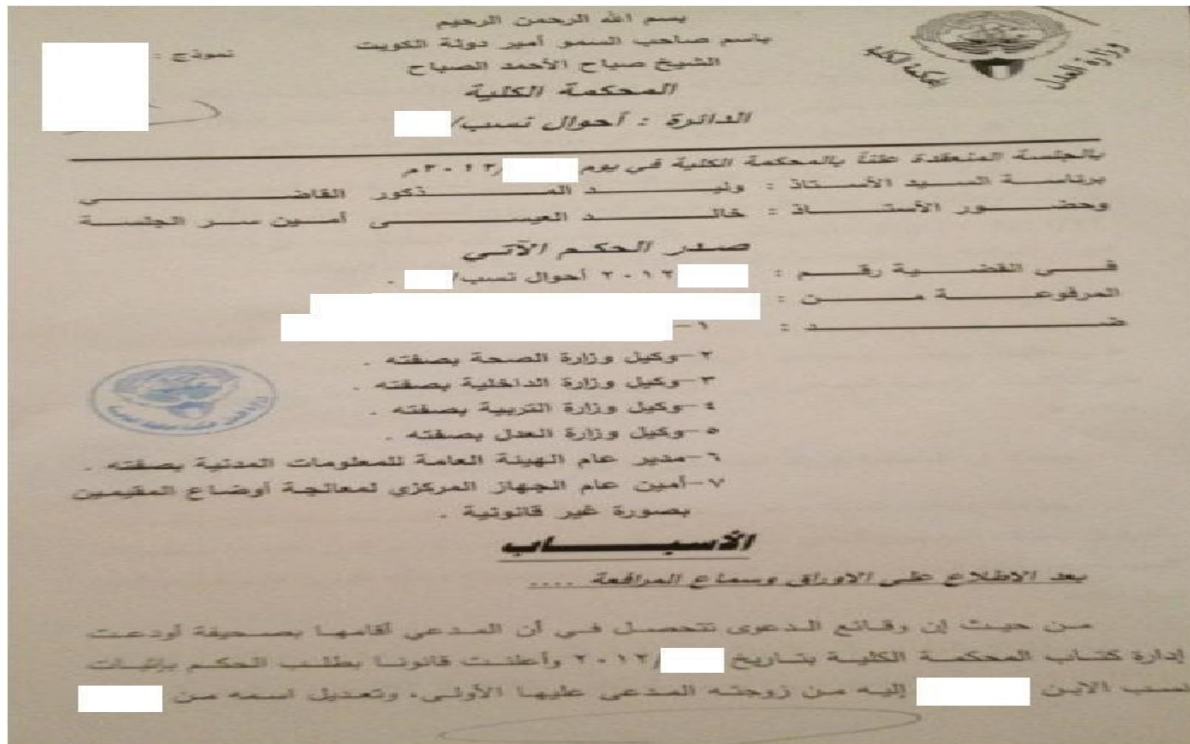 بسم الله الرحمن الرحيم
باسم صاحب السمو أمير دولة الكويت
الشيخ صباح الأحمد الصباح
المحكمة الكلية
الدائرة : أحوال نسب/
نموذج :
وزارة العدل
المحكمة الكلية
بالجلسة المنعقدة علناً بالمحكمة الكلية في يوم /٢٠١٣م
برئاسة السيد الأستاذ : وليد المذكور القاضي
وحضور الأستاذ : خالد العيسى أمين سر الجلسة
صدر الحكم الآتي
في القضية رقم : ٢٠١٢ أحوال نسب/ .
المرفوعة من :
ضد : ١-
٢-وكيل وزارة الصحة بصفته .
٣-وكيل وزارة الداخلية بصفته .
٤-وكيل وزارة التربية بصفته .
٥-وكيل وزارة العدل بصفته .
٦-مدير عام الهيئة العامة للمعلومات المدنية بصفته .
٧-أمين عام الجهاز المركزي لمعالجة أوضاع المقيمين
بصورة غير قانونية .
الأسباب
بعد الاطلاع على الاوراق وسماع المرافعة ....
من حيث إن وقائع الدعوى تتحصل في أن المدعي أقامها بصحيفة أودعت
إدارة كتاب المحكمة الكلية بتاريخ /٢٠١٢ وأعلنت قانونا بطلب الحكم بإثبات
نسب الابن إليه من زوجته المدعى عليها الأولى، وتعديل اسمه من